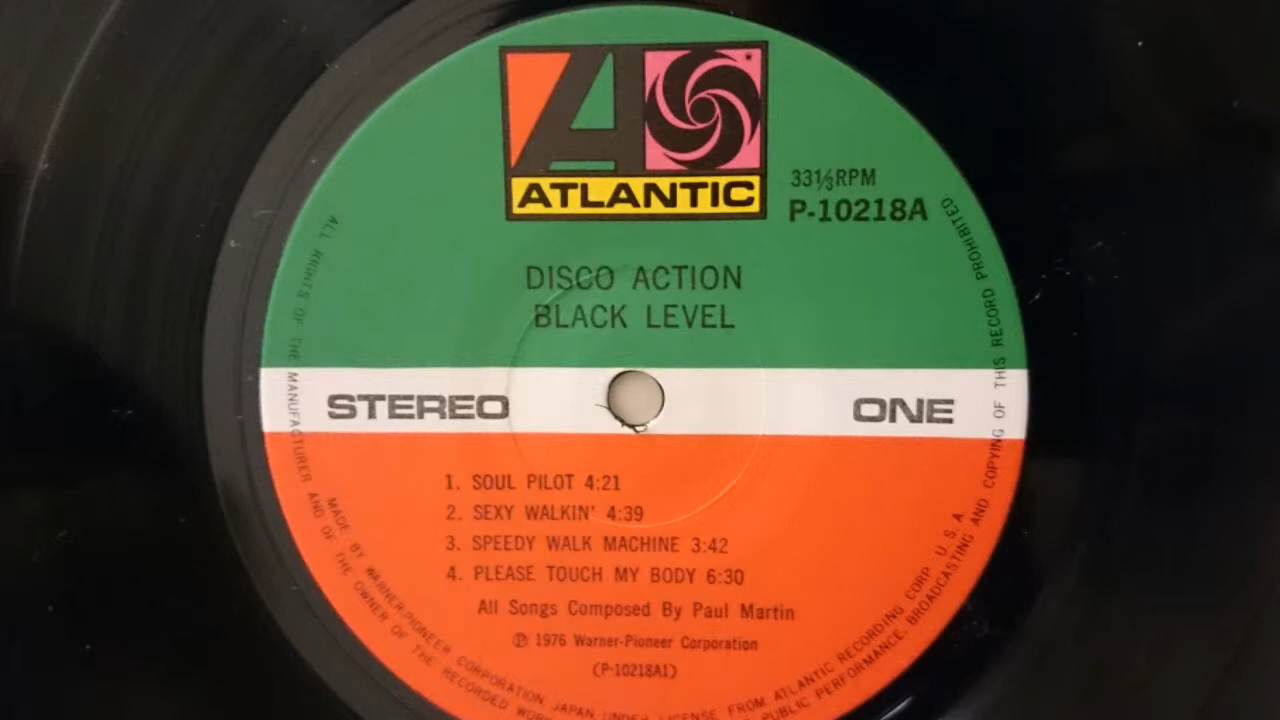 ATLANTIC
33⅓RPM
P-10218A
DISCO ACTION
BLACK LEVEL
STEREO
ONE
1. SOUL PILOT 4:21
2. SEXY WALKIN' 4:39
3. SPEEDY WALK MACHINE 3:42
4. PLEASE TOUCH MY BODY 6:30
All Songs Composed By Paul Martin
Ⓟ 1976 Warner-Pioneer Corporation
(P-10218A1)
MADE BY WARNER-PIONEER CORPORATION, JAPAN UNDER LICENSE FROM ATLANTIC RECORDING CORP. U.S.A.
ALL RIGHTS OF THE MANUFACTURER AND OF THE OWNER OF THE RECORDED PUBLIC PERFORMANCE, BROADCASTING AND COPYING OF THIS RECORD PROHIBITED.